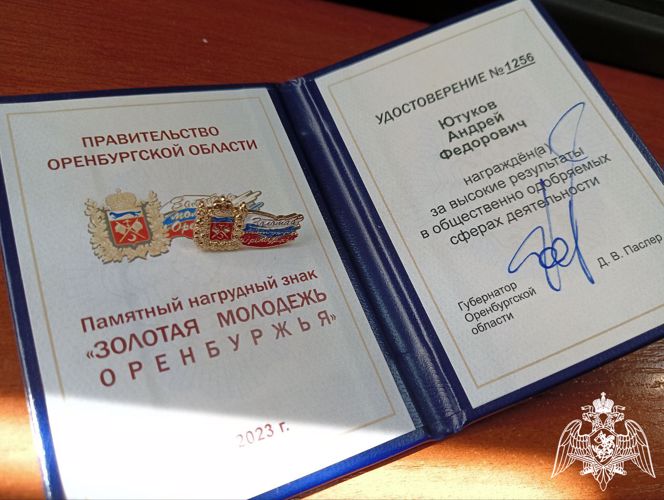 ПРАВИТЕЛЬСТВО
ОРЕНБУРГСКОЙ ОБЛАСТИ
Памятный нагрудный знак
«ЗОЛОТАЯ МОЛОДЕЖЬ
ОРЕНБУРЖЬЯ»
2023 г.
УДОСТОВЕРЕНИЕ №1256
Ютуков
Андрей
Федорович
награждён(а)
за высокие результаты
в общественно одобряемых
сферах деятельности
Губернатор
Оренбургской
области
Д. В. Паслер